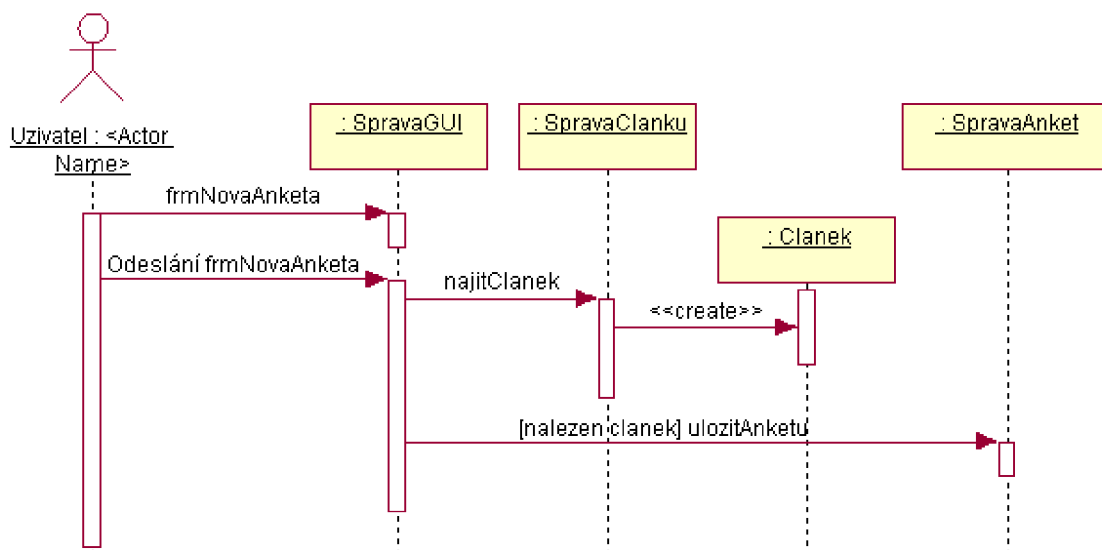 Uzivatel : <Actor
Name>
: SpravaGUI
: SpravaClanku
: SpravaAnket
frmNovaAnketa
: Clanek
Odeslání frmNovaAnketa
najitClanek
<<create>>
[nalezen clanek] ulozitAnketu